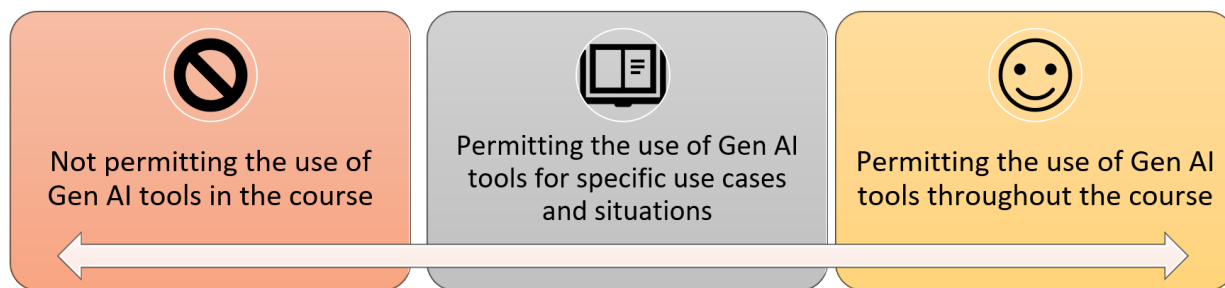 Not permitting the use of
Gen AI tools in the course
Permitting the use of Gen AI
tools for specific use cases
and situations
Permitting the use of Gen AI
tools throughout the course